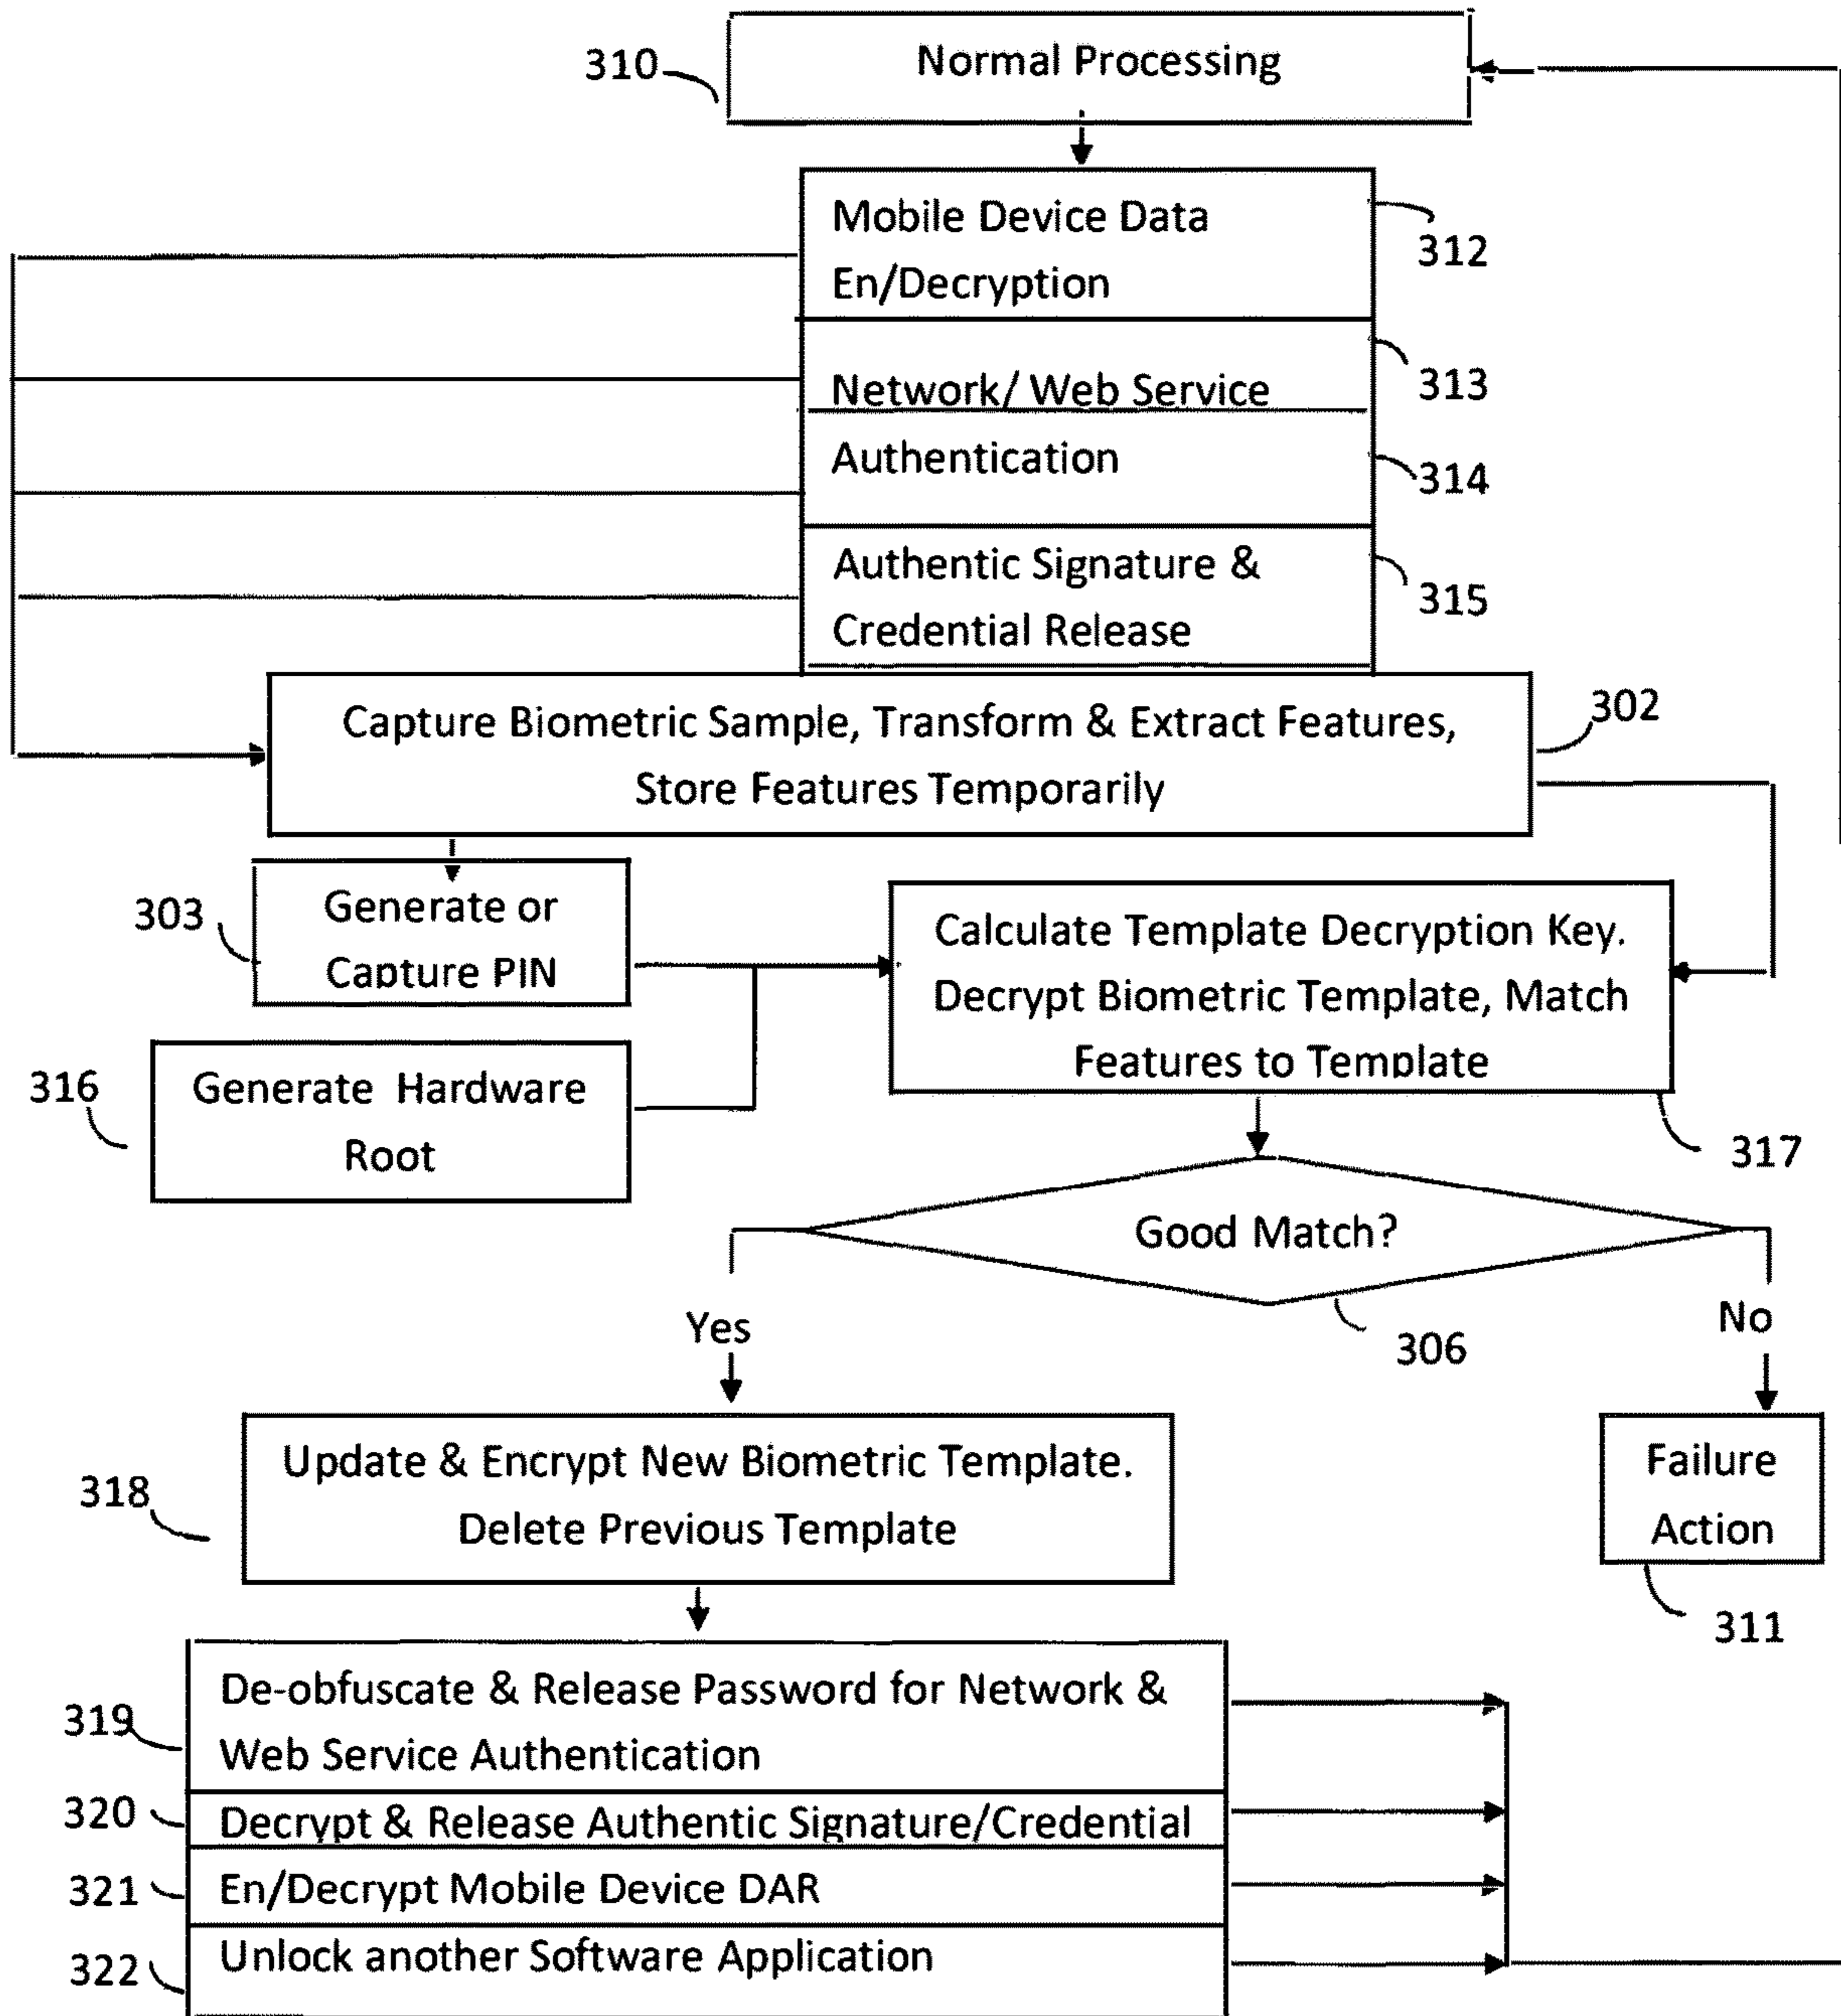 Normal Processing
310
Mobile Device Data
En/Decryption
312
Network/ Web Service
313
Authentication
314
Authentic Signature &
Credential Release
315
Capture Biometric Sample, Transform & Extract Features,
Store Features Temporarily
302
303
Generate or
Capture PIN
Calculate Template Decryption Key.
Decrypt Biometric Template, Match
Features to Template
316
Generate Hardware
Root
317
Good Match?
306
Yes
No
318
Update & Encrypt New Biometric Template.
Delete Previous Template
Failure
Action
311
319
De-obfuscate & Release Password for Network &
Web Service Authentication
320
Decrypt & Release Authentic Signature/Credential
321
En/Decrypt Mobile Device DAR
322
Unlock another Software Application